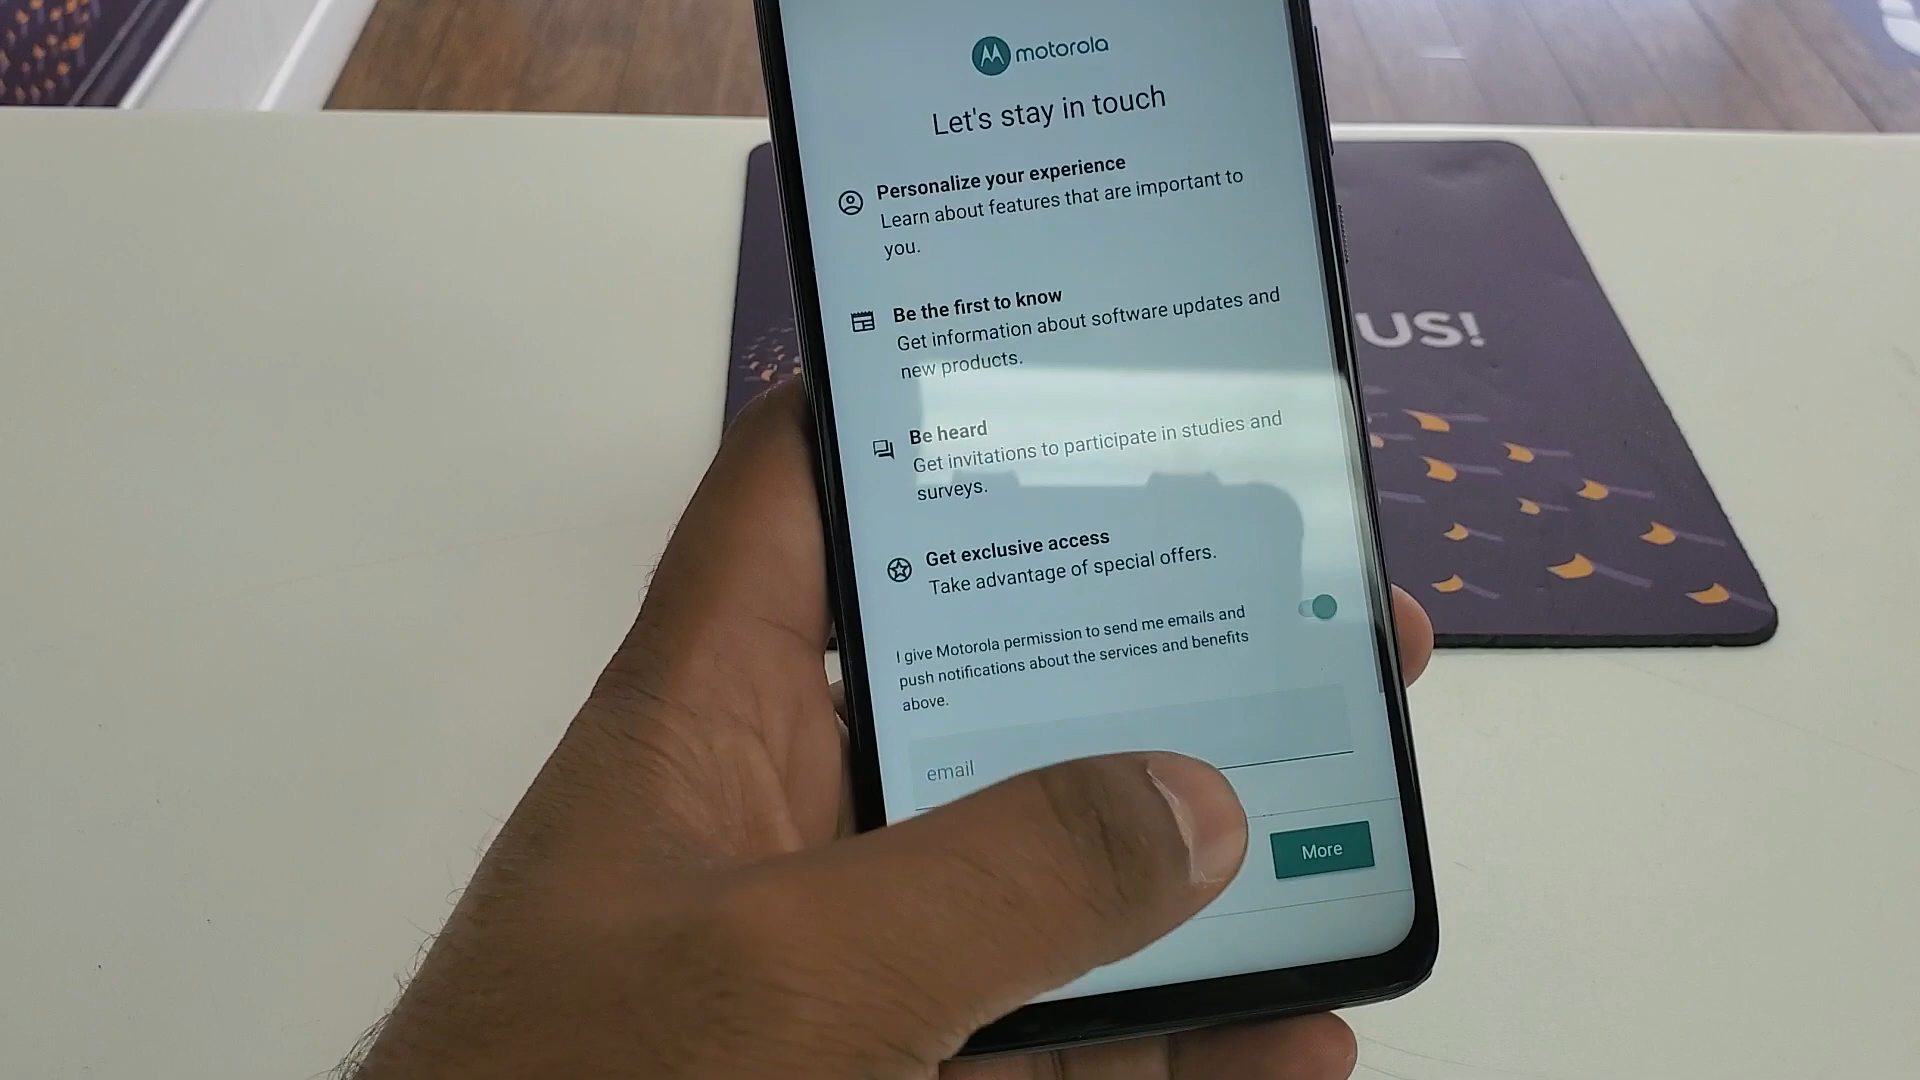 motorola
Let's stay in touch
Personalize your experience
Learn about features that are important to
you.
Be the first to know
Get information about software updates and
new products.
Be heard
Get invitations to participate in studies and
surveys.
Get exclusive access
Take advantage of special offers.
I give Motorola permission to send me emails and
push notifications about the services and benefits
above.
email
More
US!